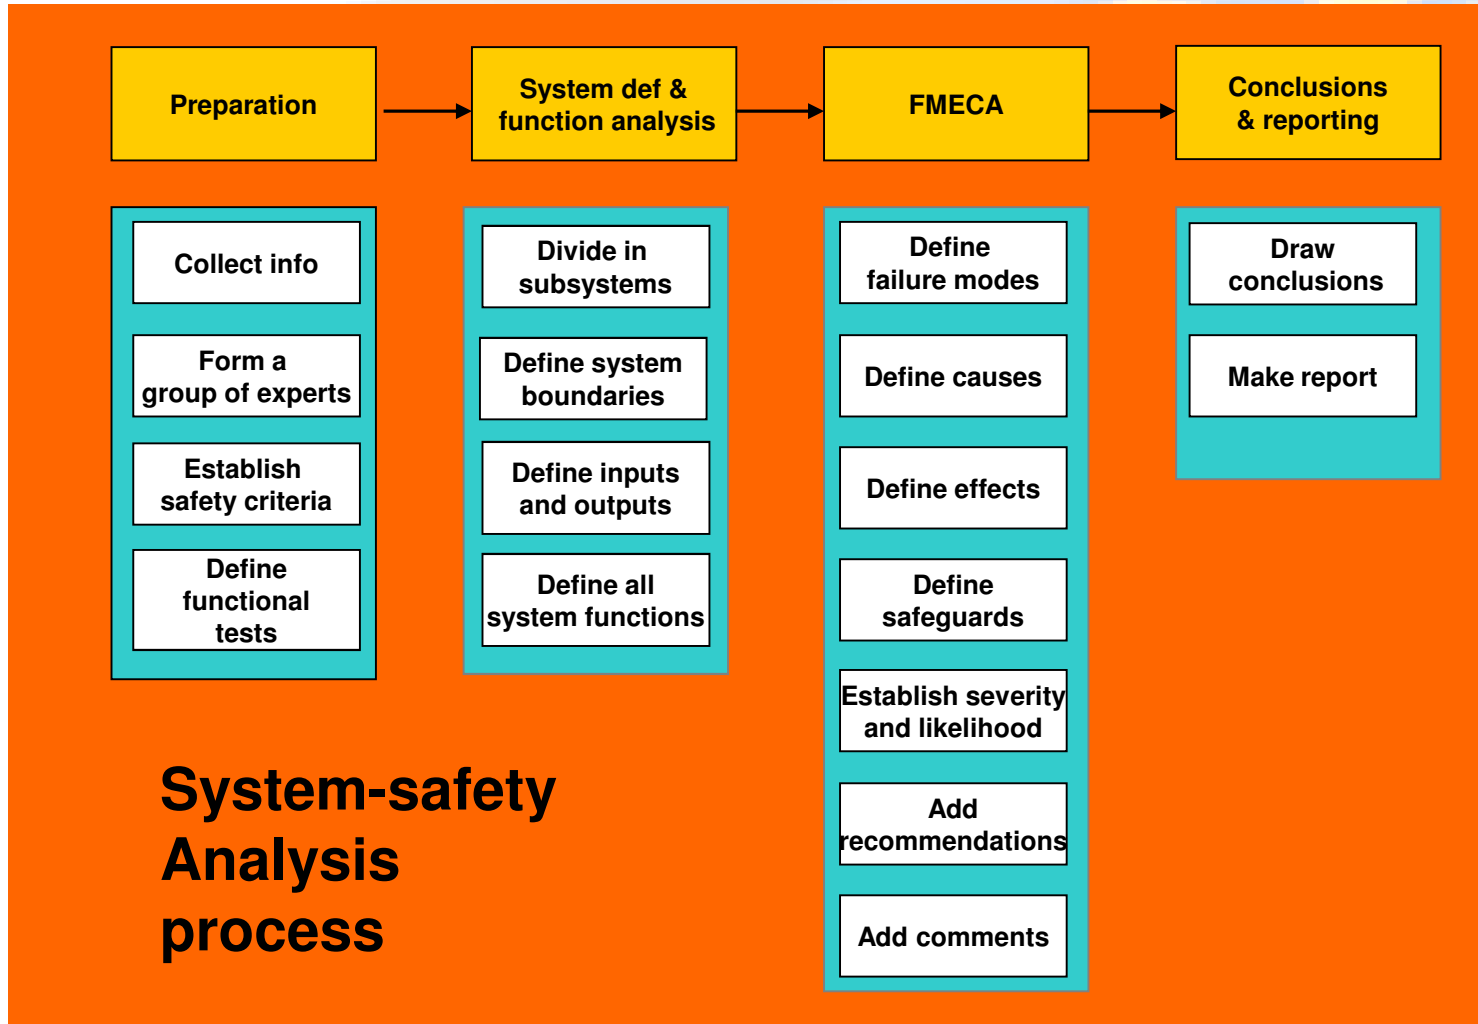 Preparation
System def &
function analysis
FMECA
Conclusions
& reporting
Collect info
Form a
group of experts
Establish
safety criteria
Define
functional
tests
Divide in
subsystems
Define system
boundaries
Define inputs
and outputs
Define all
system functions
Define
failure modes
Define causes
Define effects
Define
safeguards
Establish severity
and likelihood
Add
recommendations
Add comments
Draw
conclusions
Make report
System-safety
Analysis
process